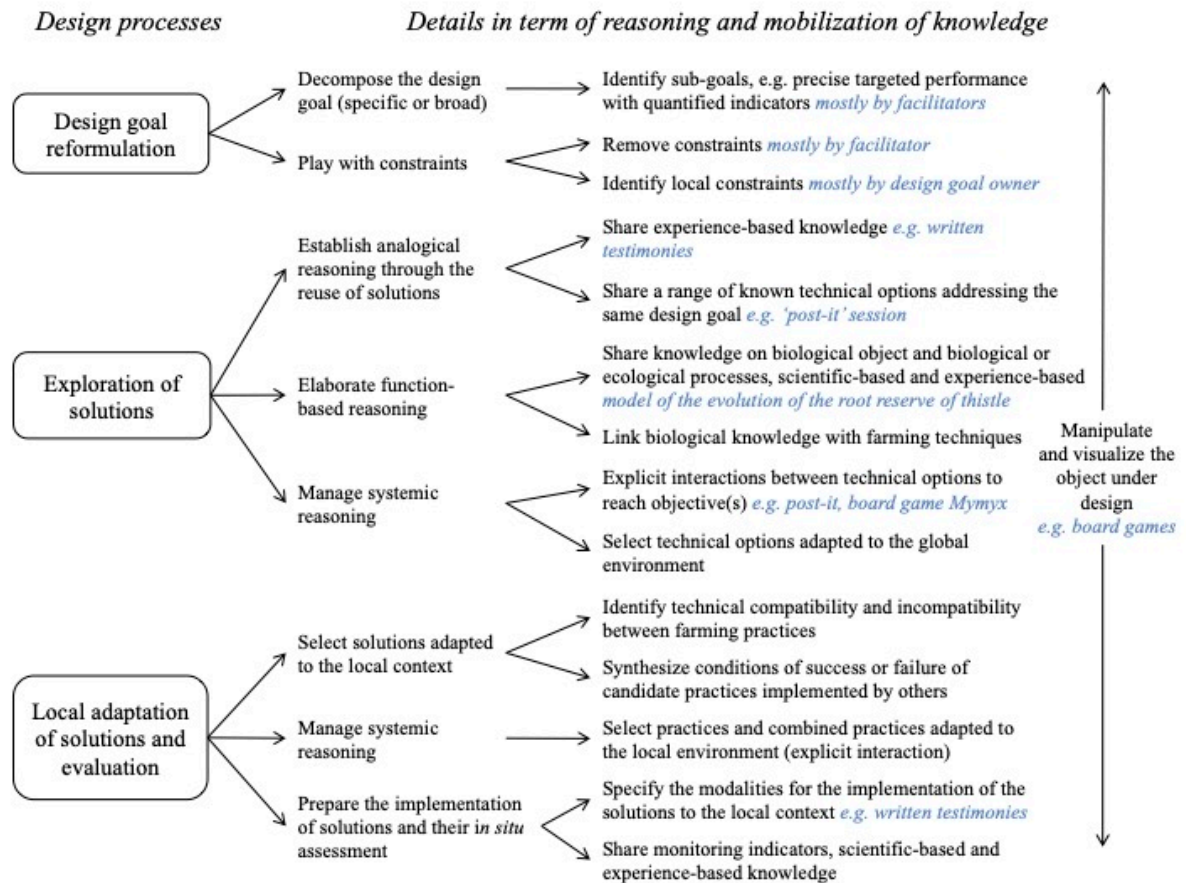 Design processes
Details in term of reasoning and mobilization of knowledge
Design goal
reformulation
Decompose the design
goal (specific or broad)
Identify sub-goals, e.g. precise targeted performance
with quantified indicators mostly by facilitators
Play with constraints
Remove constraints mostly by facilitator
Identify local constraints mostly by design goal owner
Exploration of
solutions
Establish analogical
reasoning through the
reuse of solutions
Share experience-based knowledge e.g. written
testimonies
Share a range of known technical options addressing the
same design goal e.g. ‘post-it’ session
Elaborate function-
based reasoning
Share knowledge on biological object and biological or
ecological processes, scientific-based and experience-based
model of the evolution of the root reserve of thistle
Link biological knowledge with farming techniques
Manage systemic
reasoning
Explicit interactions between technical options to
reach objective(s) e.g. post-it, board game Mymyx
Select technical options adapted to the global
environment
Local adaptation
of solutions and
evaluation
Select solutions adapted
to the local context
Identify technical compatibility and incompatibility
between farming practices
Synthesize conditions of success or failure of
candidate practices implemented by others
Manage systemic
reasoning
Select practices and combined practices adapted to
the local environment (explicit interaction)
Prepare the implementation
of solutions and their in situ
assessment
Specify the modalities for the implementation of the
solutions to the local context e.g. written testimonies
Share monitoring indicators, scientific-based and
experience-based knowledge
Manipulate
and visualize the
object under
design
e.g. board games